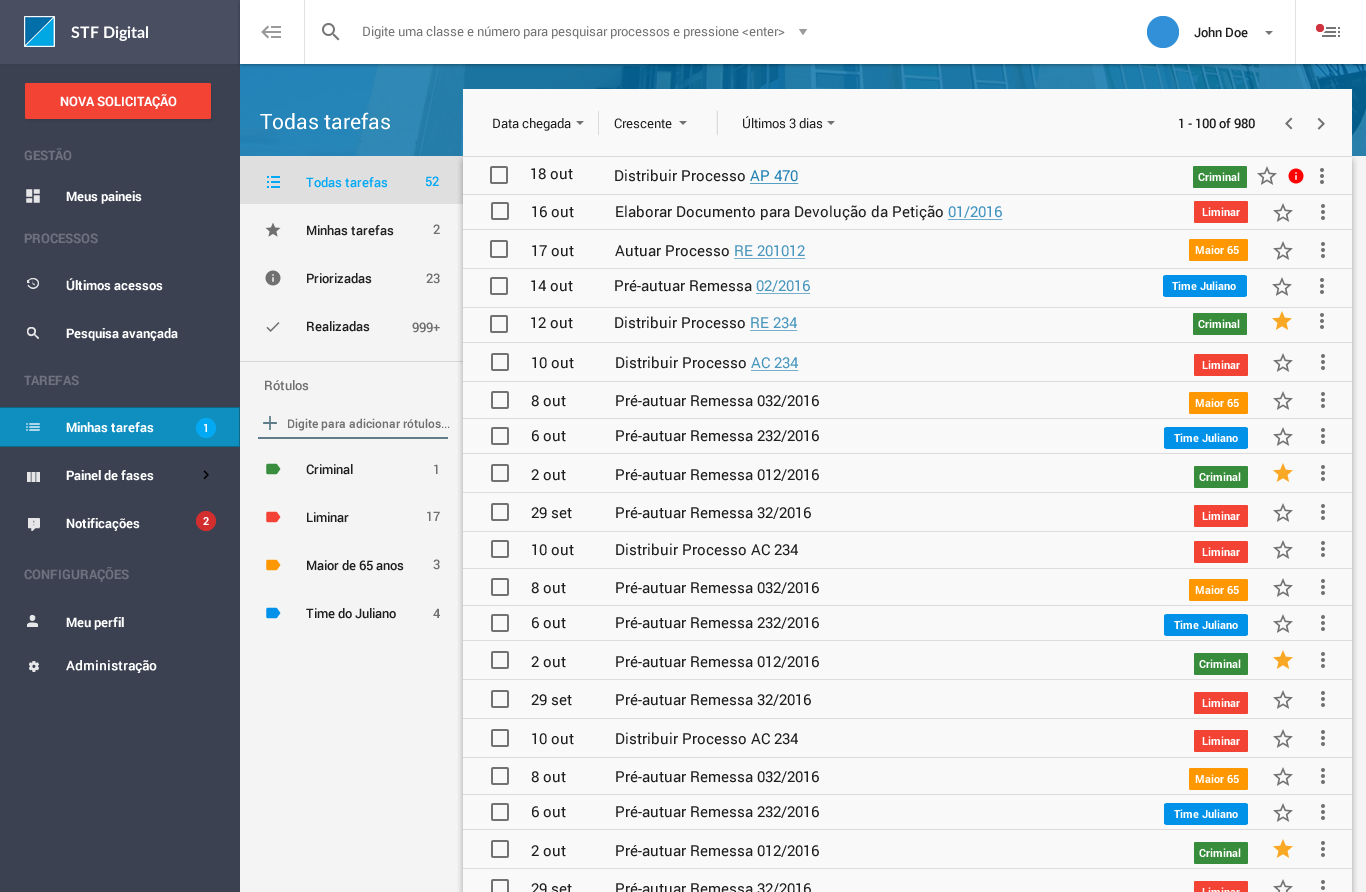 STF Digital
Digite uma classe e número para pesquisar processos e pressione <enter>
John Doe
NOVA SOLICITAÇÃO
GESTÃO
Meus paineis
PROCESSOS
Últimos acessos
Pesquisa avançada
TAREFAS
Minhas tarefas 1
Painel de fases
Notificações 2
CONFIGURAÇÕES
Meu perfil
Administração
Todas tarefas
Todas tarefas 52
Minhas tarefas 2
Priorizadas 23
Realizadas 999+
Rótulos
Digite para adicionar rótulos...
Criminal 1
Liminar 17
Maior de 65 anos 3
Time do Juliano 4
Data chegada Crescente Últimos 3 dias 1 - 100 of 980
18 out Distribuir Processo AP 470 Criminal
16 out Elaborar Documento para Devolução da Petição 01/2016 Liminar
17 out Autuar Processo RE 201012 Maior 65
14 out Pré-autuar Remessa 02/2016 Time Juliano
12 out Distribuir Processo RE 234 Criminal
10 out Distribuir Processo AC 234 Liminar
8 out Pré-autuar Remessa 032/2016 Maior 65
6 out Pré-autuar Remessa 232/2016 Time Juliano
2 out Pré-autuar Remessa 012/2016 Criminal
29 set Pré-autuar Remessa 32/2016 Liminar
10 out Distribuir Processo AC 234 Liminar
8 out Pré-autuar Remessa 032/2016 Maior 65
6 out Pré-autuar Remessa 232/2016 Time Juliano
2 out Pré-autuar Remessa 012/2016 Criminal
29 set Pré-autuar Remessa 32/2016 Liminar
10 out Distribuir Processo AC 234 Liminar
8 out Pré-autuar Remessa 032/2016 Maior 65
6 out Pré-autuar Remessa 232/2016 Time Juliano
2 out Pré-autuar Remessa 012/2016 Criminal
29 set Pré-autuar Remessa 32/2016 Liminar